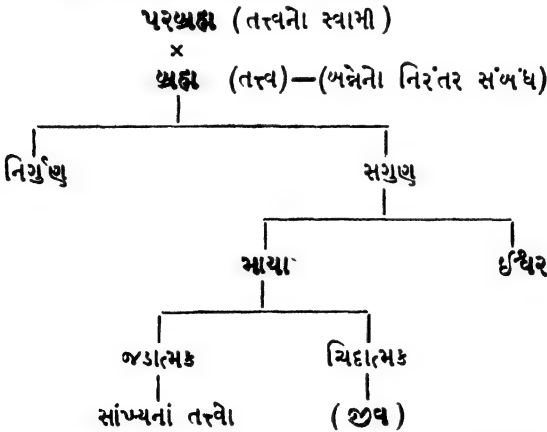 પરબ્રહ્મ (તત્ત્વનો સ્વામી)
×
બ્રહ્મ (તત્ત્વ)—(બન્નેનો નિરંતર સંબંધ)
નિર્ગુણ સગુણ
માયા ઈશ્વર
જડાત્મક ચિદાત્મક
સાંખ્યનાં તત્ત્વો (જીવ)